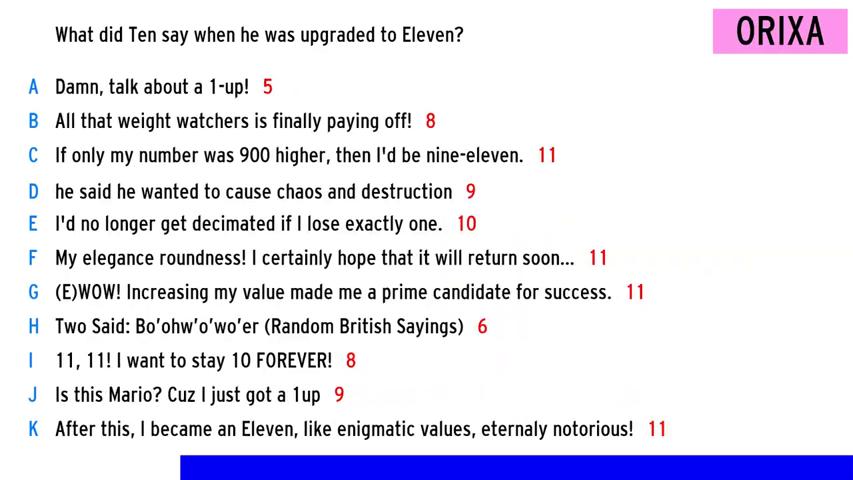 What did Ten say when he was upgraded to Eleven?
ORIXA
A Damn, talk about a 1-up! 5
B All that weight watchers is finally paying off! 8
C If only my number was 900 higher, then I'd be nine-eleven. 11
D he said he wanted to cause chaos and destruction 9
E I'd no longer get decimated if I lose exactly one. 10
F My elegance roundness! I certainly hope that it will return soon... 11
G (E)WOW! Increasing my value made me a prime candidate for success. 11
H Two Said: Bo’ohw’o’wo’er (Random British Sayings) 6
I 11, 11! I want to stay 10 FOREVER! 8
J Is this Mario? Cuz I just got a 1up 9
K After this, I became an Eleven, like enigmatic values, eternaly notorious! 11